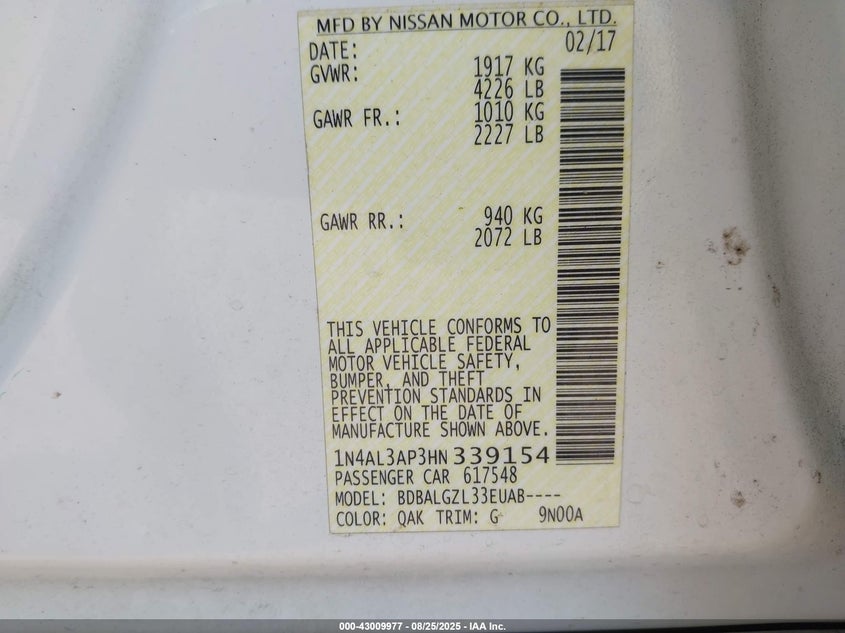 MFD BY NISSAN MOTOR CO., LTD.
DATE: 02/17
GVWR: 1917 KG
4226 LB
GAWR FR.: 1010 KG
2227 LB
GAWR RR.: 940 KG
2072 LB
THIS VEHICLE CONFORMS TO
ALL APPLICABLE FEDERAL
MOTOR VEHICLE SAFETY,
BUMPER, AND THEFT
PREVENTION STANDARDS IN
EFFECT ON THE DATE OF
MANUFACTURE SHOWN ABOVE.
1N4AL3AP3HN 339154
PASSENGER CAR 617548
MODEL: BDBALGZL33EUAB----
COLOR: QAK TRIM: G 9N00A
000-43009977 - 08/25/2025 - IAA Inc.